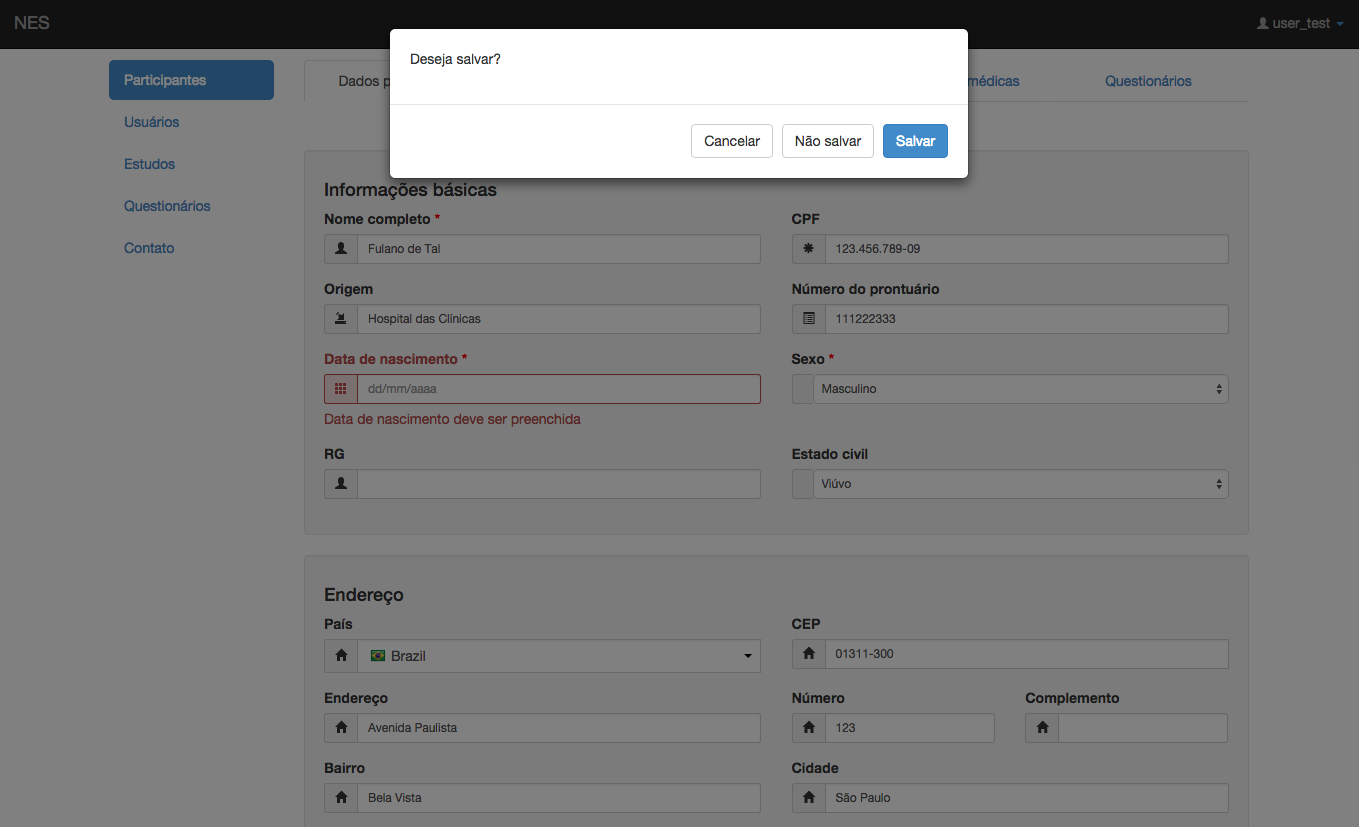 NES
user_test
Deseja salvar?
Cancelar
Não salvar
Salvar
Participantes
Usuários
Estudos
Questionários
Contato
Dados p
médicas
Questionários
Informações básicas
Nome completo *
Fulano de Tal
CPF
123.456.789-09
Origem
Hospital das Clínicas
Número do prontuário
111222333
Data de nascimento *
dd/mm/aaaa
Data de nascimento deve ser preenchida
Sexo *
Masculino
RG
Estado civil
Viúvo
Endereço
País
Brazil
CEP
01311-300
Endereço
Avenida Paulista
Número
123
Complemento
Bairro
Bela Vista
Cidade
São Paulo